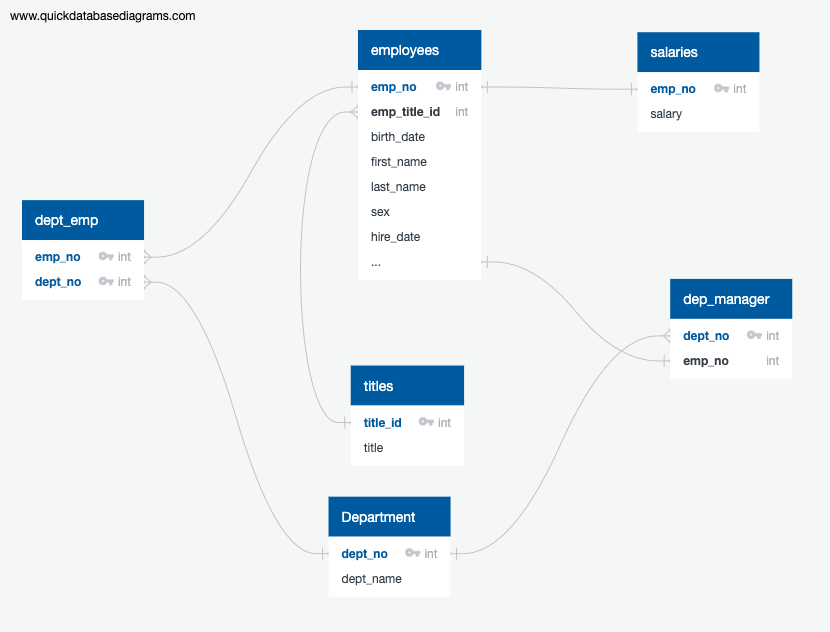 www.quickdatabasediagrams.com
employees
emp_no int
emp_title_id int
birth_date
first_name
last_name
sex
hire_date
...
salaries
emp_no int
salary
dept_emp
emp_no int
dept_no int
dep_manager
dept_no int
emp_no int
titles
title_id int
title
Department
dept_no int
dept_name